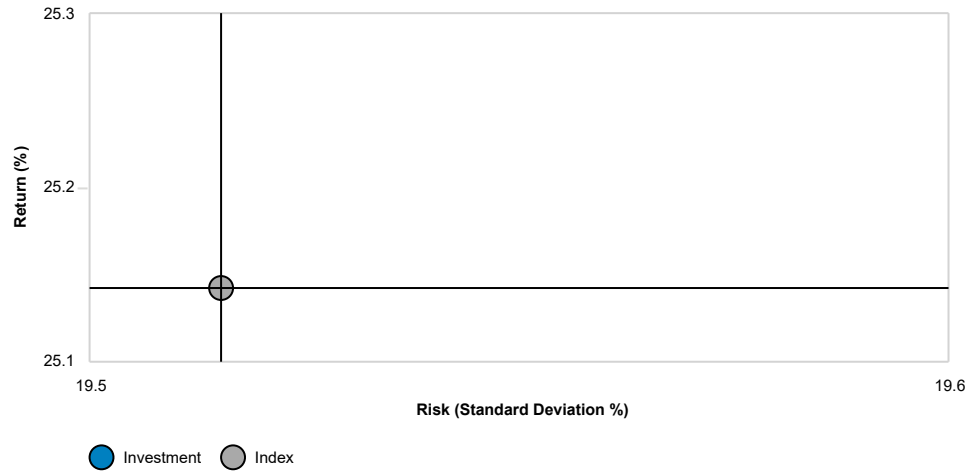 25.3
25.2
25.1
Return (%)
19.5 19.6
Risk (Standard Deviation %)
Investment Index